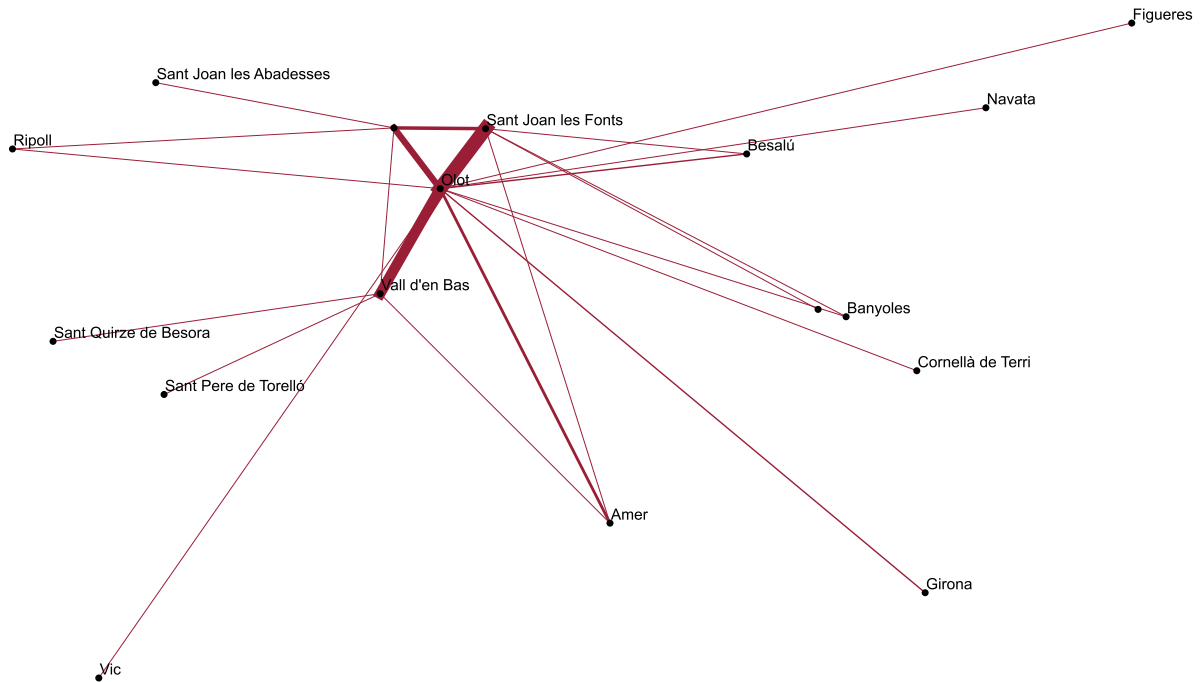 Figueres
Sant Joan les Abadesses
Navata
Sant Joan les Fonts
Ripoll
Besalú
Olot
Vall d'en Bas
Banyoles
Sant Quirze de Besora
Cornellà de Terri
Sant Pere de Torelló
Amer
Girona
Vic